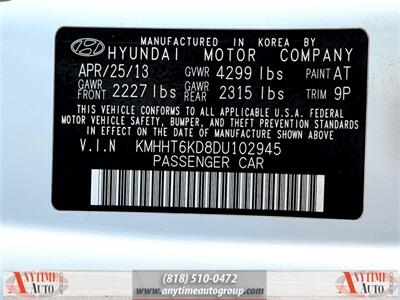 MANUFACTURED IN KOREA BY
HYUNDAI MOTOR COMPANY
APR/25/13 GVWR 4299 lbs PAINT AT
GAWR FRONT 2227 lbs GAWR REAR 2315 lbs TRIM 9P
THIS VEHICLE CONFORMS TO ALL APPLICABLE U.S. FEDERAL
MOTOR VEHICLE SAFETY, BUMPER, AND THEFT PREVENTION
STANDARDS IN EFFECT ON THE DATE OF MANUFACTURE SHOWN ABOVE.
V.I.N KMHHT6KD8DU102945
PASSENGER CAR
ANYTIME AUTO
(818) 510-0472
www.anytimeautogroup.com
ANYTIME AUTO